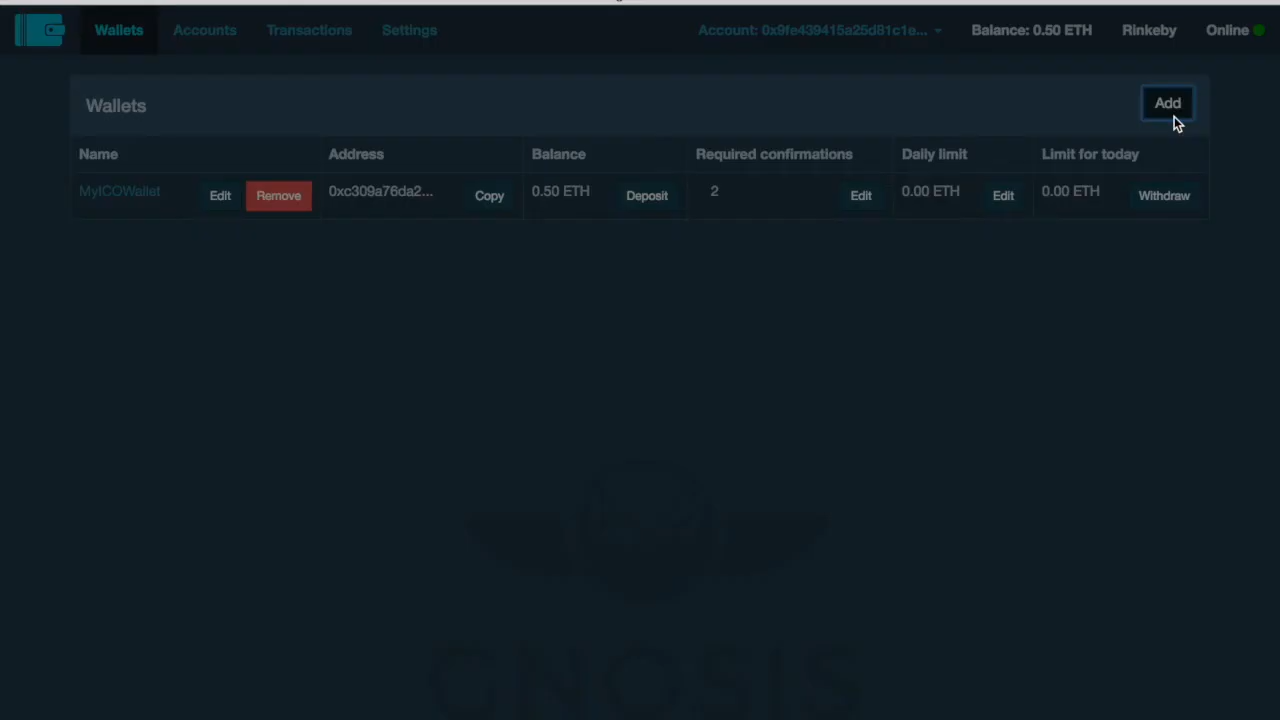 Wallets Accounts Transactions Settings Account: 0x9fe439415a25d81c1e... Balance: 0.50 ETH Rinkeby Online
Wallets Add
Name Address Balance Required confirmations Daily limit Limit for today
MyICOWallet Edit Remove 0xc309a76da2... Copy 0.50 ETH Deposit 2 Edit 0.00 ETH Edit 0.00 ETH Withdraw
GNOSIS